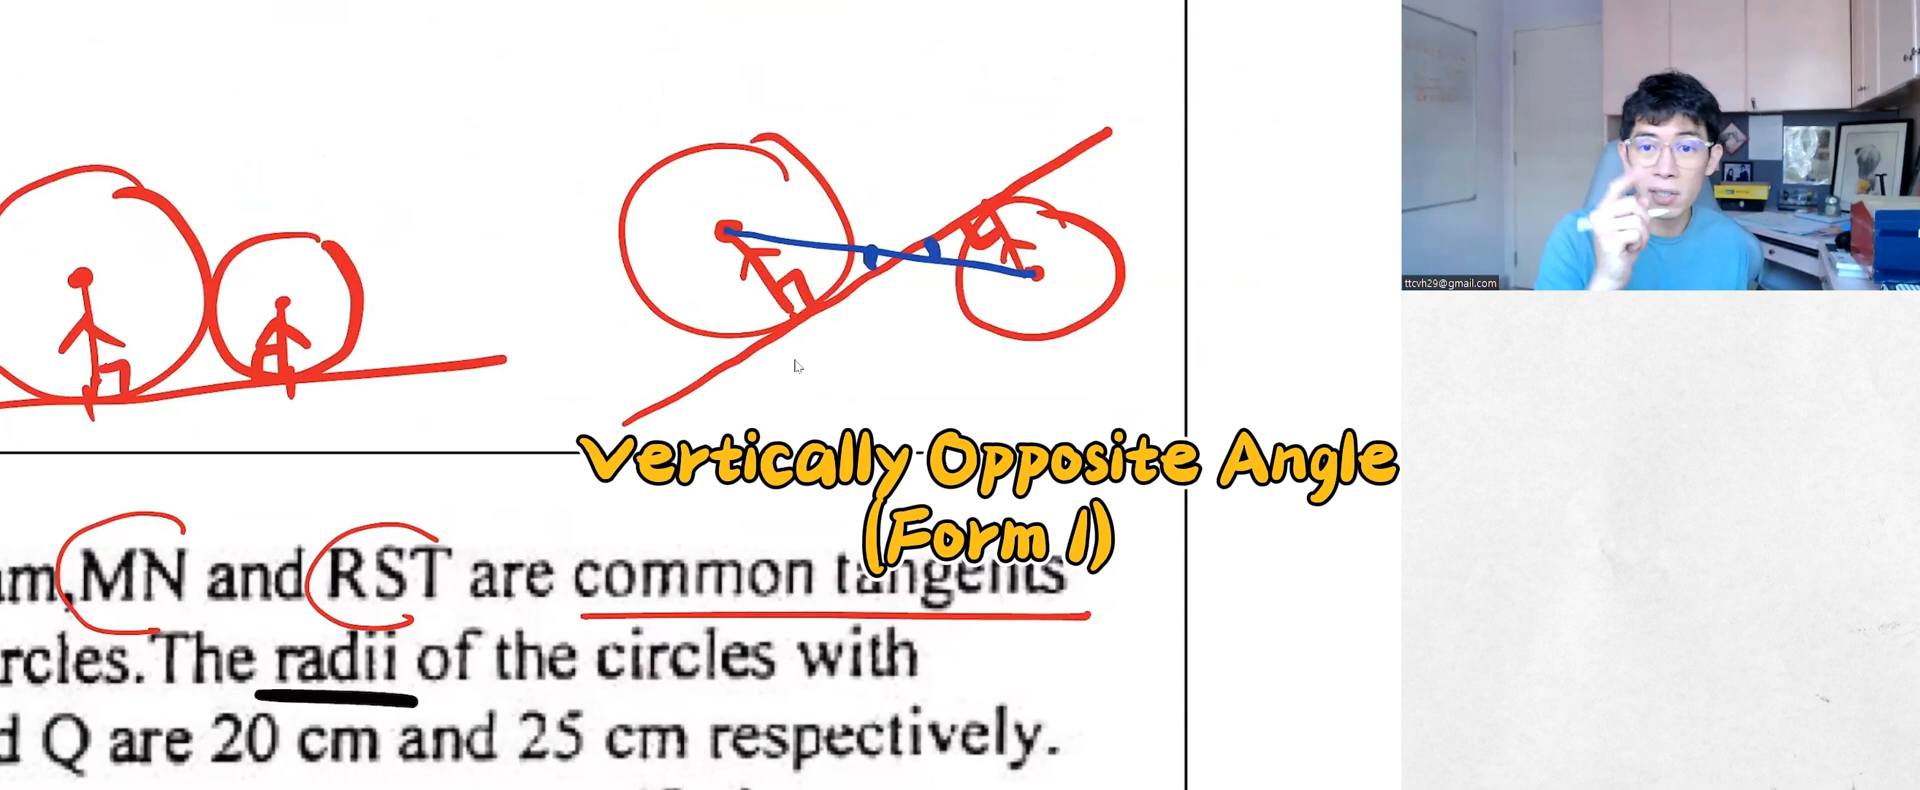 ttcvh29@gmail.com
Vertically Opposite Angle
(Form 1)
MN and RST are common tangents
The radii of the circles with
Q are 20 cm and 25 cm respectively.